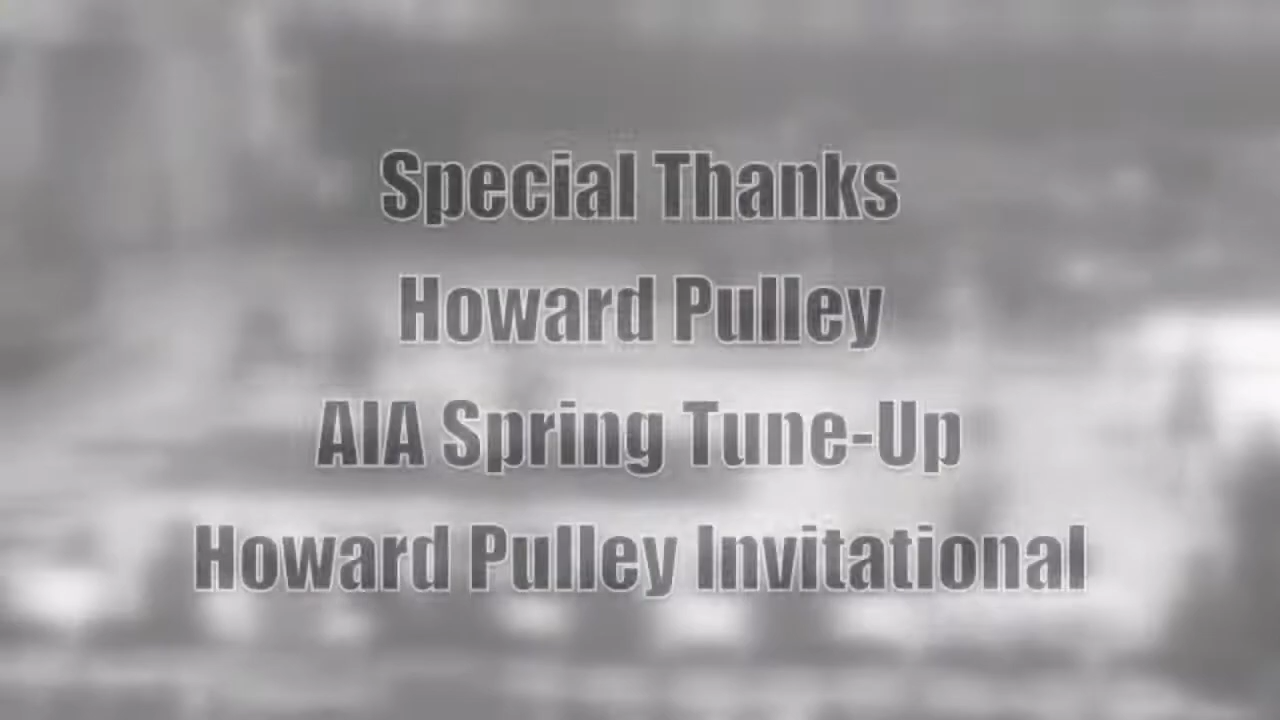 Special Thanks
Howard Pulley
AIA Spring Tune-Up
Howard Pulley Invitational